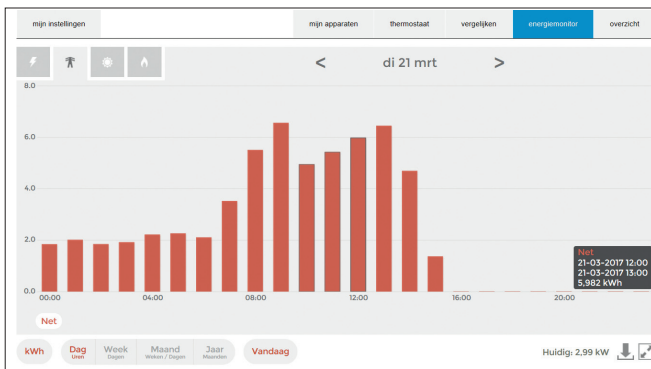 mijn instellingen mijn apparaten thermostaat vergelijken energiemonitor overzicht
< di 21 mrt >
8.0
6.0
4.0
2.0
0.0
00:00 04:00 08:00 12:00 16:00 20:00
Net
21-03-2017 12:00
21-03-2017 13:00
5,982 kWh
Net
kWh Dag Week Maand Jaar Vandaag Huidig: 2,99 kW
Uren Dagen Weken / Dagen Maanden